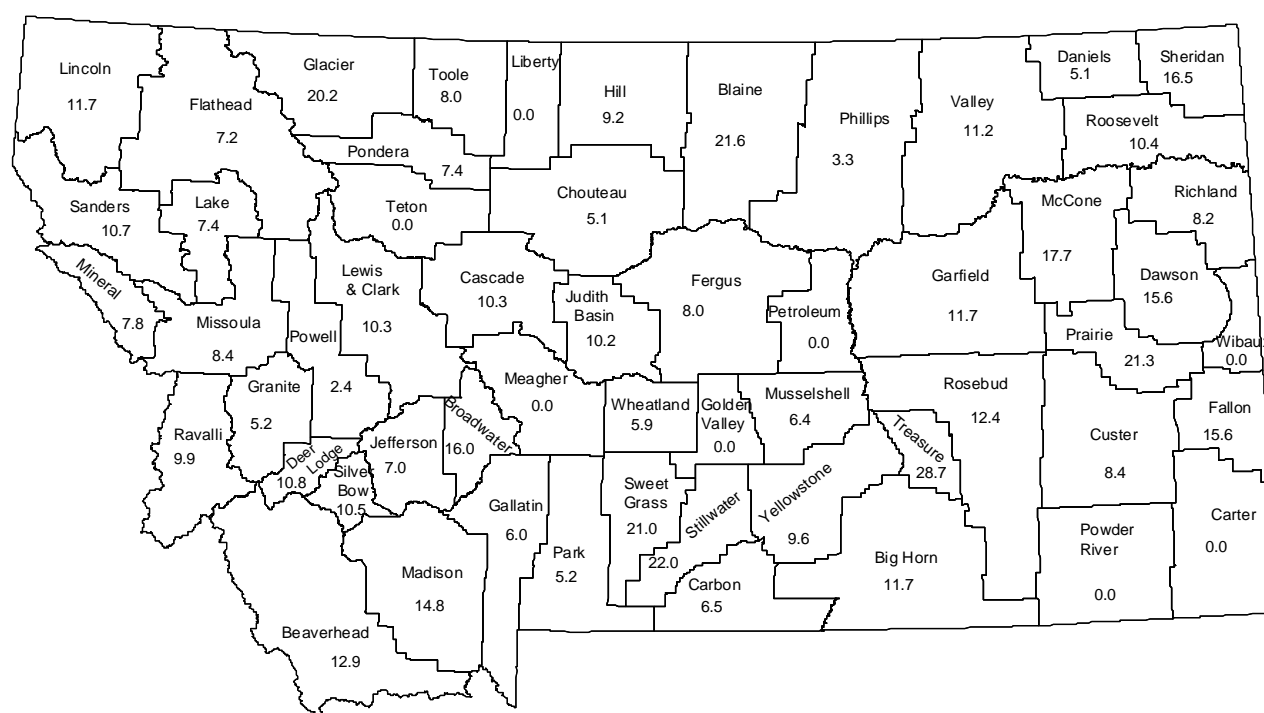 Lincoln
11.7
Flathead
7.2
Glacier
20.2
Toole
8.0
Liberty
0.0
Hill
9.2
Blaine
21.6
Phillips
3.3
Valley
11.2
Daniels
5.1
Sheridan
16.5
Roosevelt
10.4
Pondera
7.4
Sanders
10.7
Lake
7.4
Teton
0.0
Chouteau
5.1
McCone
17.7
Richland
8.2
Mineral
7.8
Missoula
8.4
Powell
2.4
Lewis
& Clark
10.3
Cascade
10.3
Judith
Basin
10.2
Fergus
8.0
Petroleum
0.0
Garfield
11.7
Dawson
15.6
Prairie
21.3
Wibau
0.0
Granite
5.2
Ravalli
9.9
Deer
Lodge
10.8
Silver
Bow
10.5
Jefferson
7.0
Broadwater
16.0
Meagher
0.0
Wheatland
5.9
Golden
Valley
0.0
Musselshell
6.4
Treasure
28.7
Rosebud
12.4
Custer
8.4
Fallon
15.6
Gallatin
6.0
Park
5.2
Sweet
Grass
21.0
Stillwater
22.0
Yellowstone
9.6
Carbon
6.5
Big Horn
11.7
Powder
River
0.0
Carter
0.0
Madison
14.8
Beaverhead
12.9